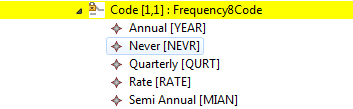 Code [1,1] : Frequency8Code
Annual [YEAR]
Never [NEVR]
Quarterly [QURT]
Rate [RATE]
Semi Annual [MIAN]